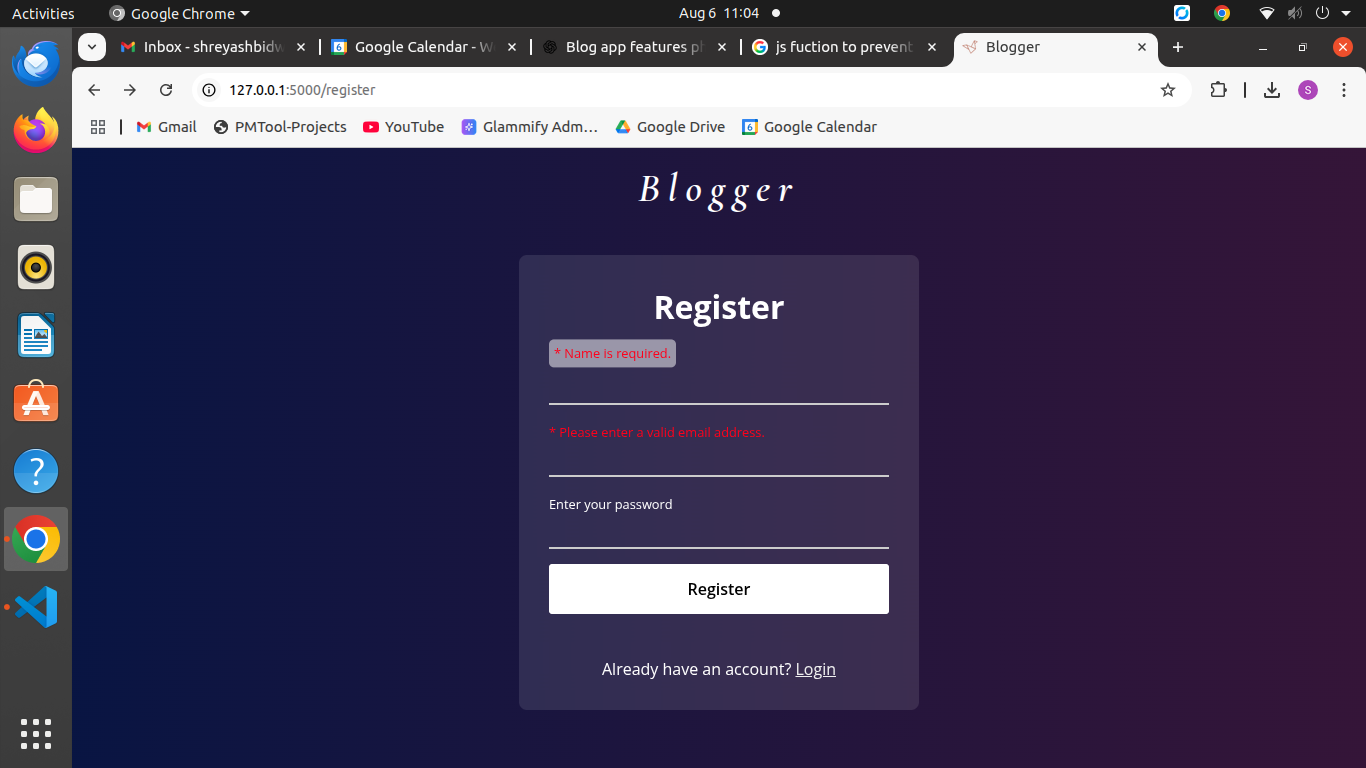 Activities Google Chrome Aug 6 11:04
Inbox - shreyashbidw Google Calendar - W Blog app features p js fuction to prevent Blogger
127.0.0.1:5000/register S
Gmail PMTool-Projects YouTube Glammify Adm... Google Drive Google Calendar
Blogger
Register
* Name is required.
* Please enter a valid email address.
Enter your password
Register
Already have an account? Login